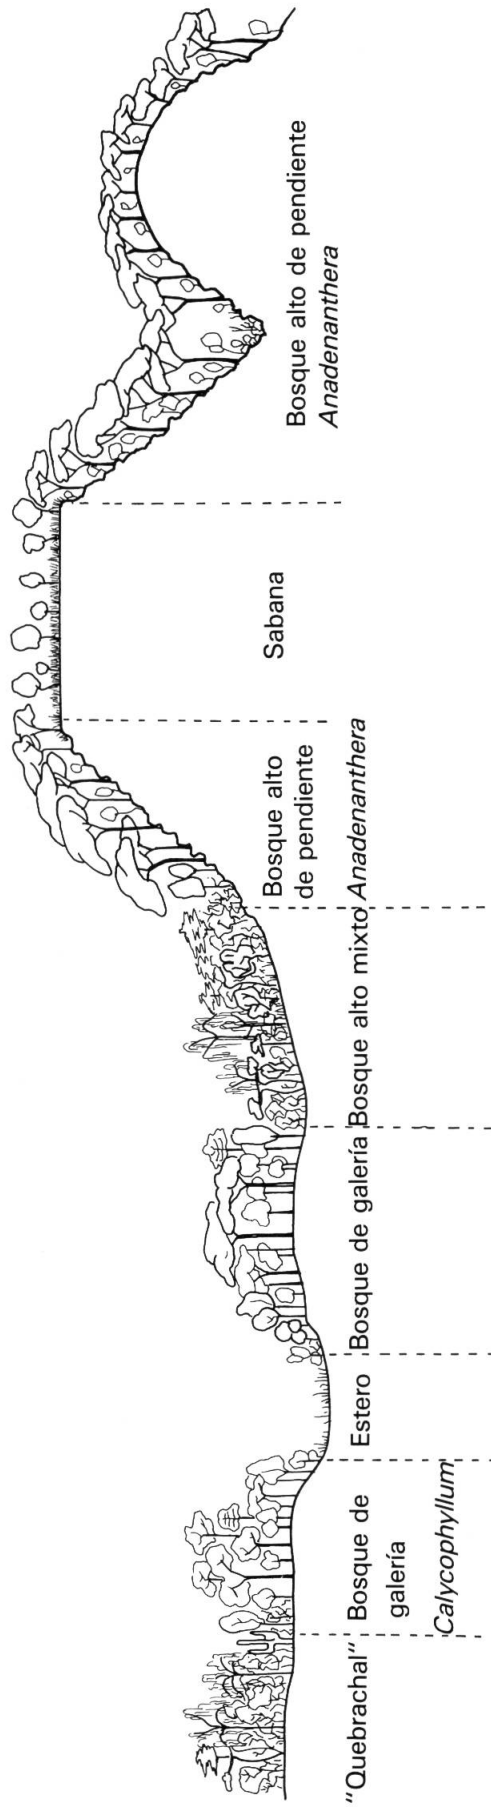 "Quebrachal"
Bosque de
galería
Calycophyllum
Estero
Bosque de galería
Bosque alto mixto
Bosque alto
de pendiente
Anadenanthera
Sabana
Bosque alto de pendiente
Anadenanthera